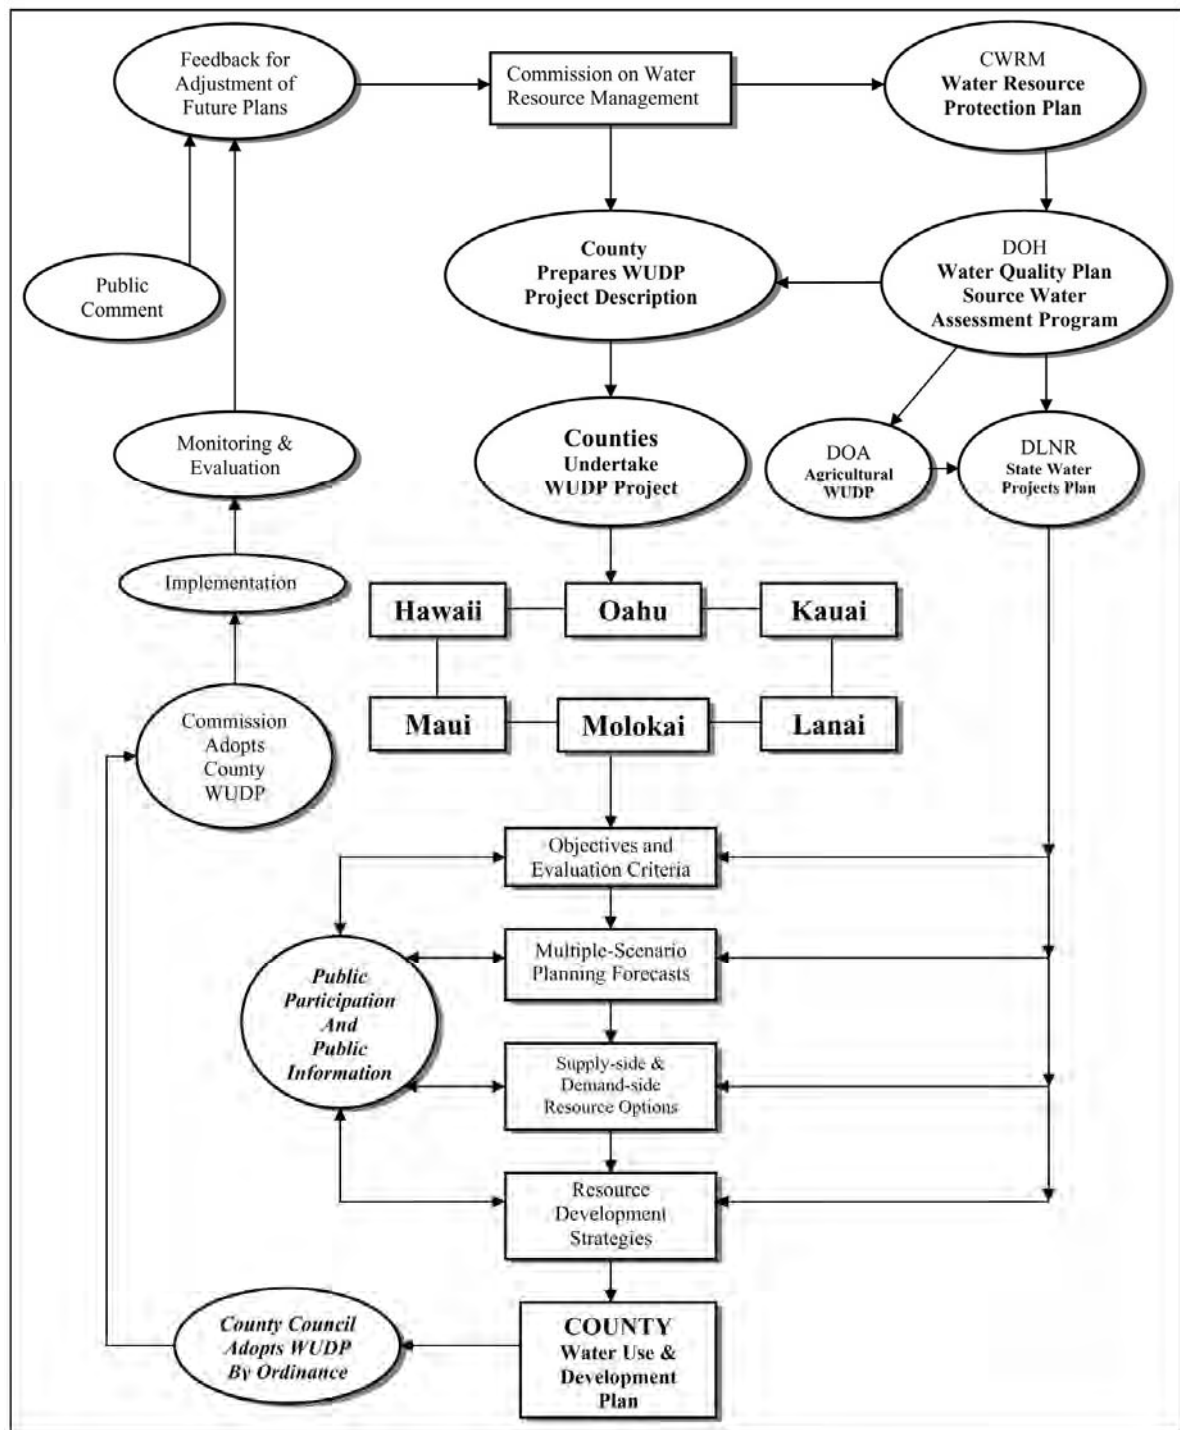 Feedback for
Adjustment of
Future Plans
Commission on Water
Resource Management
CWRM
Water Resource
Protection Plan
Public
Comment
County
Prepares WUDP
Project Description
DOH
Water Quality Plan
Source Water
Assessment Program
Monitoring &
Evaluation
Counties
Undertake
WUDP Project
DOA
Agricultural
WUDP
DLNR
State Water
Projects Plan
Implementation
Hawaii
Oahu
Kauai
Maui
Molokai
Lanai
Commission
Adopts
County
WUDP
Objectives and
Evaluation Criteria
Multiple-Scenario
Planning Forecasts
Public
Participation
And
Public
Information
Supply-side &
Demand-side
Resource Options
Resource
Development
Strategies
County Council
Adopts WUDP
By Ordinance
COUNTY
Water Use &
Development
Plan